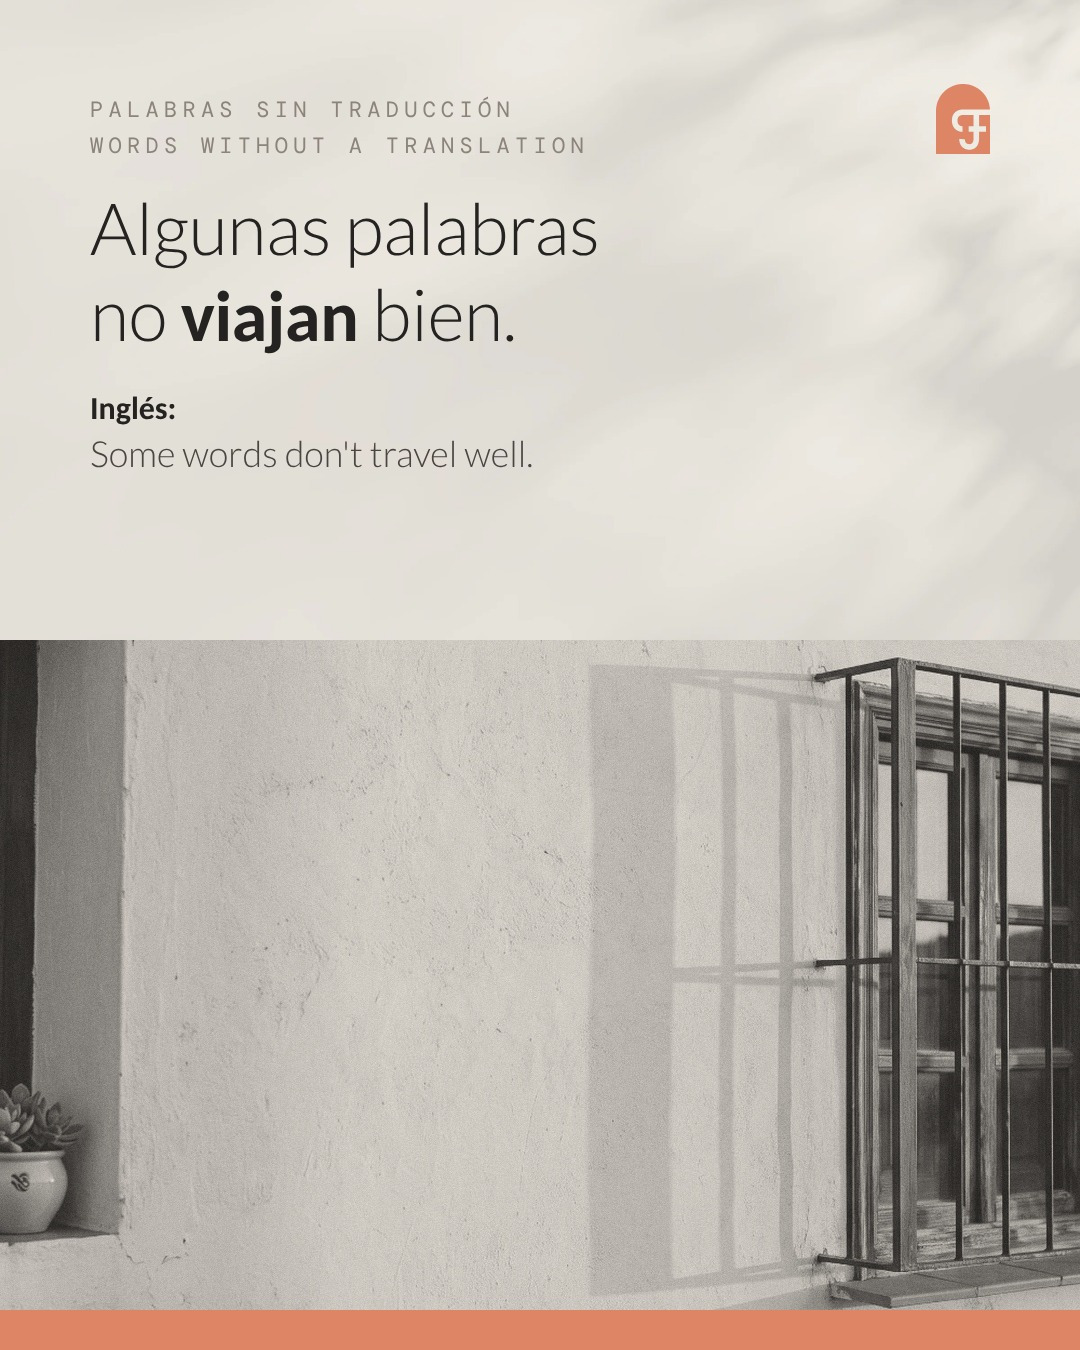 PALABRAS SIN TRADUCCIÓN
WORDS WITHOUT A TRANSLATION
Algunas palabras
no viajan bien.
Inglés:
Some words don't travel well.